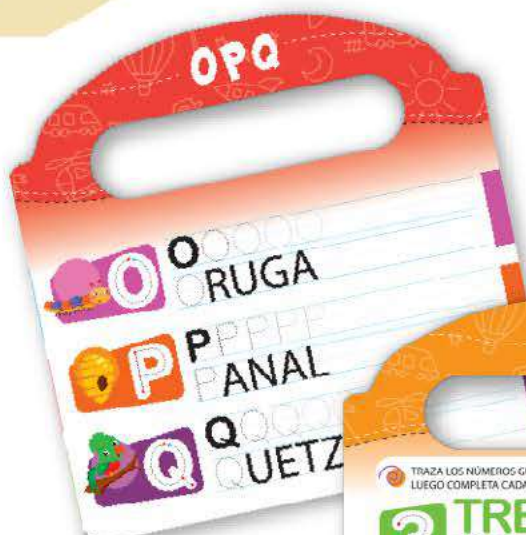 OPQ
O O O O O O O
ORUGA
P P P P P P P
PANAL
Q Q Q Q Q Q
QUETZ
TRAZA LOS NÚMEROS
LUEGO COMPLETA CADA
TRE